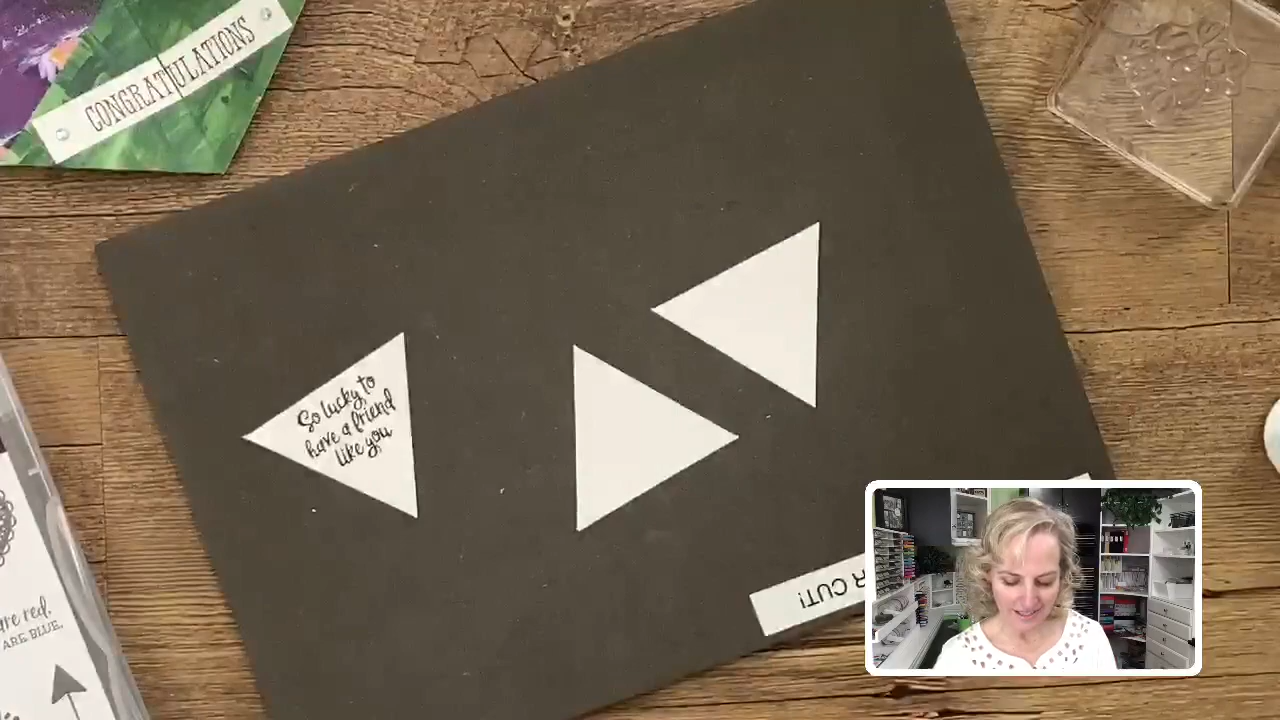 CONGRATULATIONS
So lucky to
have a friend
like you
are red.
ARE BLUE.
R CUT!